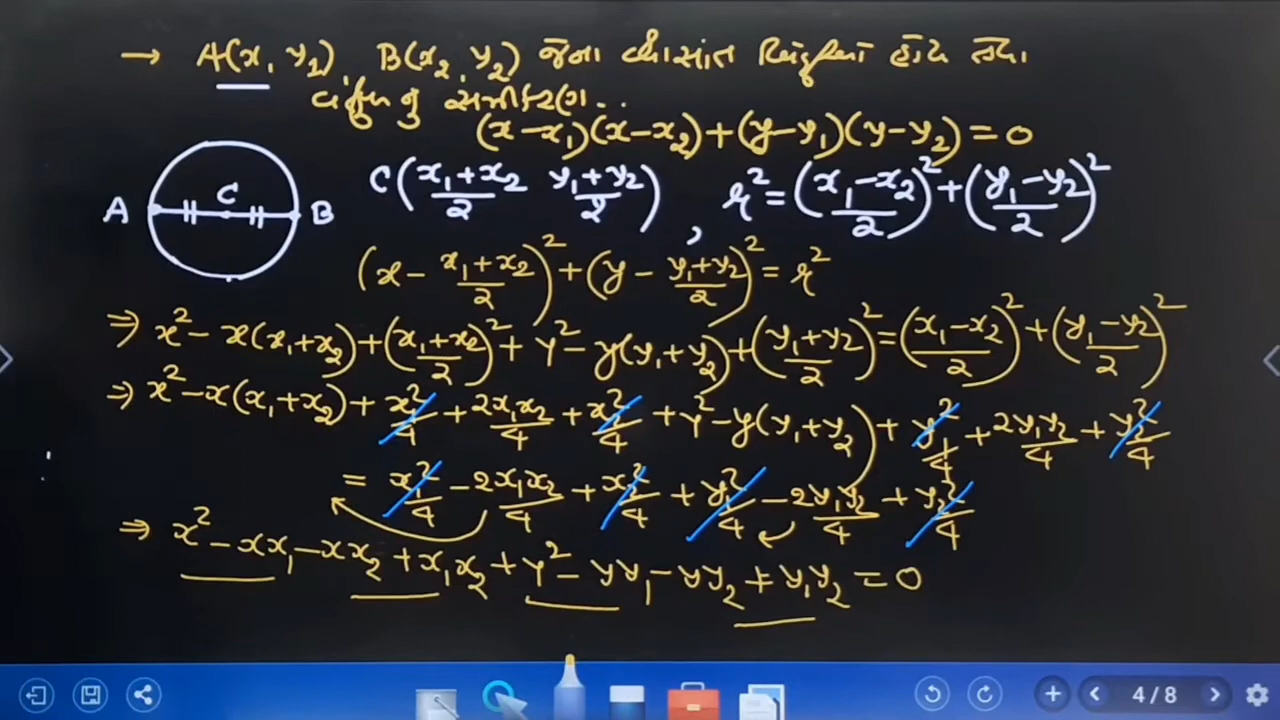 → A(x₁, y₁), B(x₂, y₂) જેના વ્યાસાંત બિંદુઓ હોય તેવા
વર્તુળનું સમીકરણ..
(x-x₁)(x-x₂)+(y-y₁)(y-y₂)=0
A C B
C((x₁+x₂)/2 , (y₁+y₂)/2), r²=((x₁-x₂)/2)²+((y₁-y₂)/2)²
(x - (x₁+x₂)/2)²+(y - (y₁+y₂)/2)²=r²
⇒ x²-x(x₁+x₂)+((x₁+x₂)/2)²+y²-y(y₁+y₂)+((y₁+y₂)/2)²=((x₁-x₂)/2)²+((y₁-y₂)/2)²
⇒ x²-x(x₁+x₂)+x₁²/4+2x₁x₂/4+x₂²/4+y²-y(y₁+y₂)+y₁²/4+2y₁y₂/4+y₂²/4
= x₁²/4-2x₁x₂/4+x₂²/4+y₁²/4-2y₁y₂/4+y₂²/4
⇒ x²-xx₁-xx₂+x₁x₂+y²-yy₁-yy₂+y₁y₂=0
4 / 8